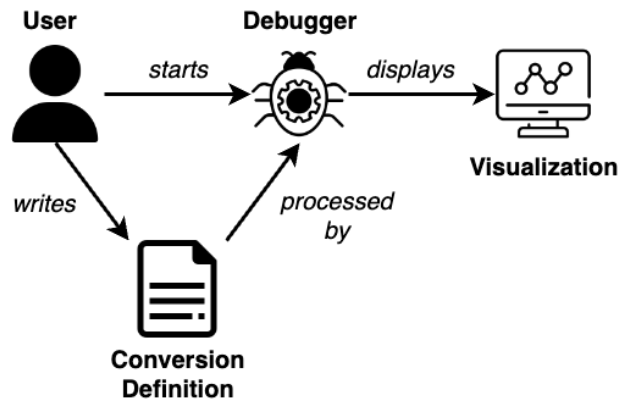 User
Debugger
starts
displays
Visualization
writes
processed
by
Conversion
Definition